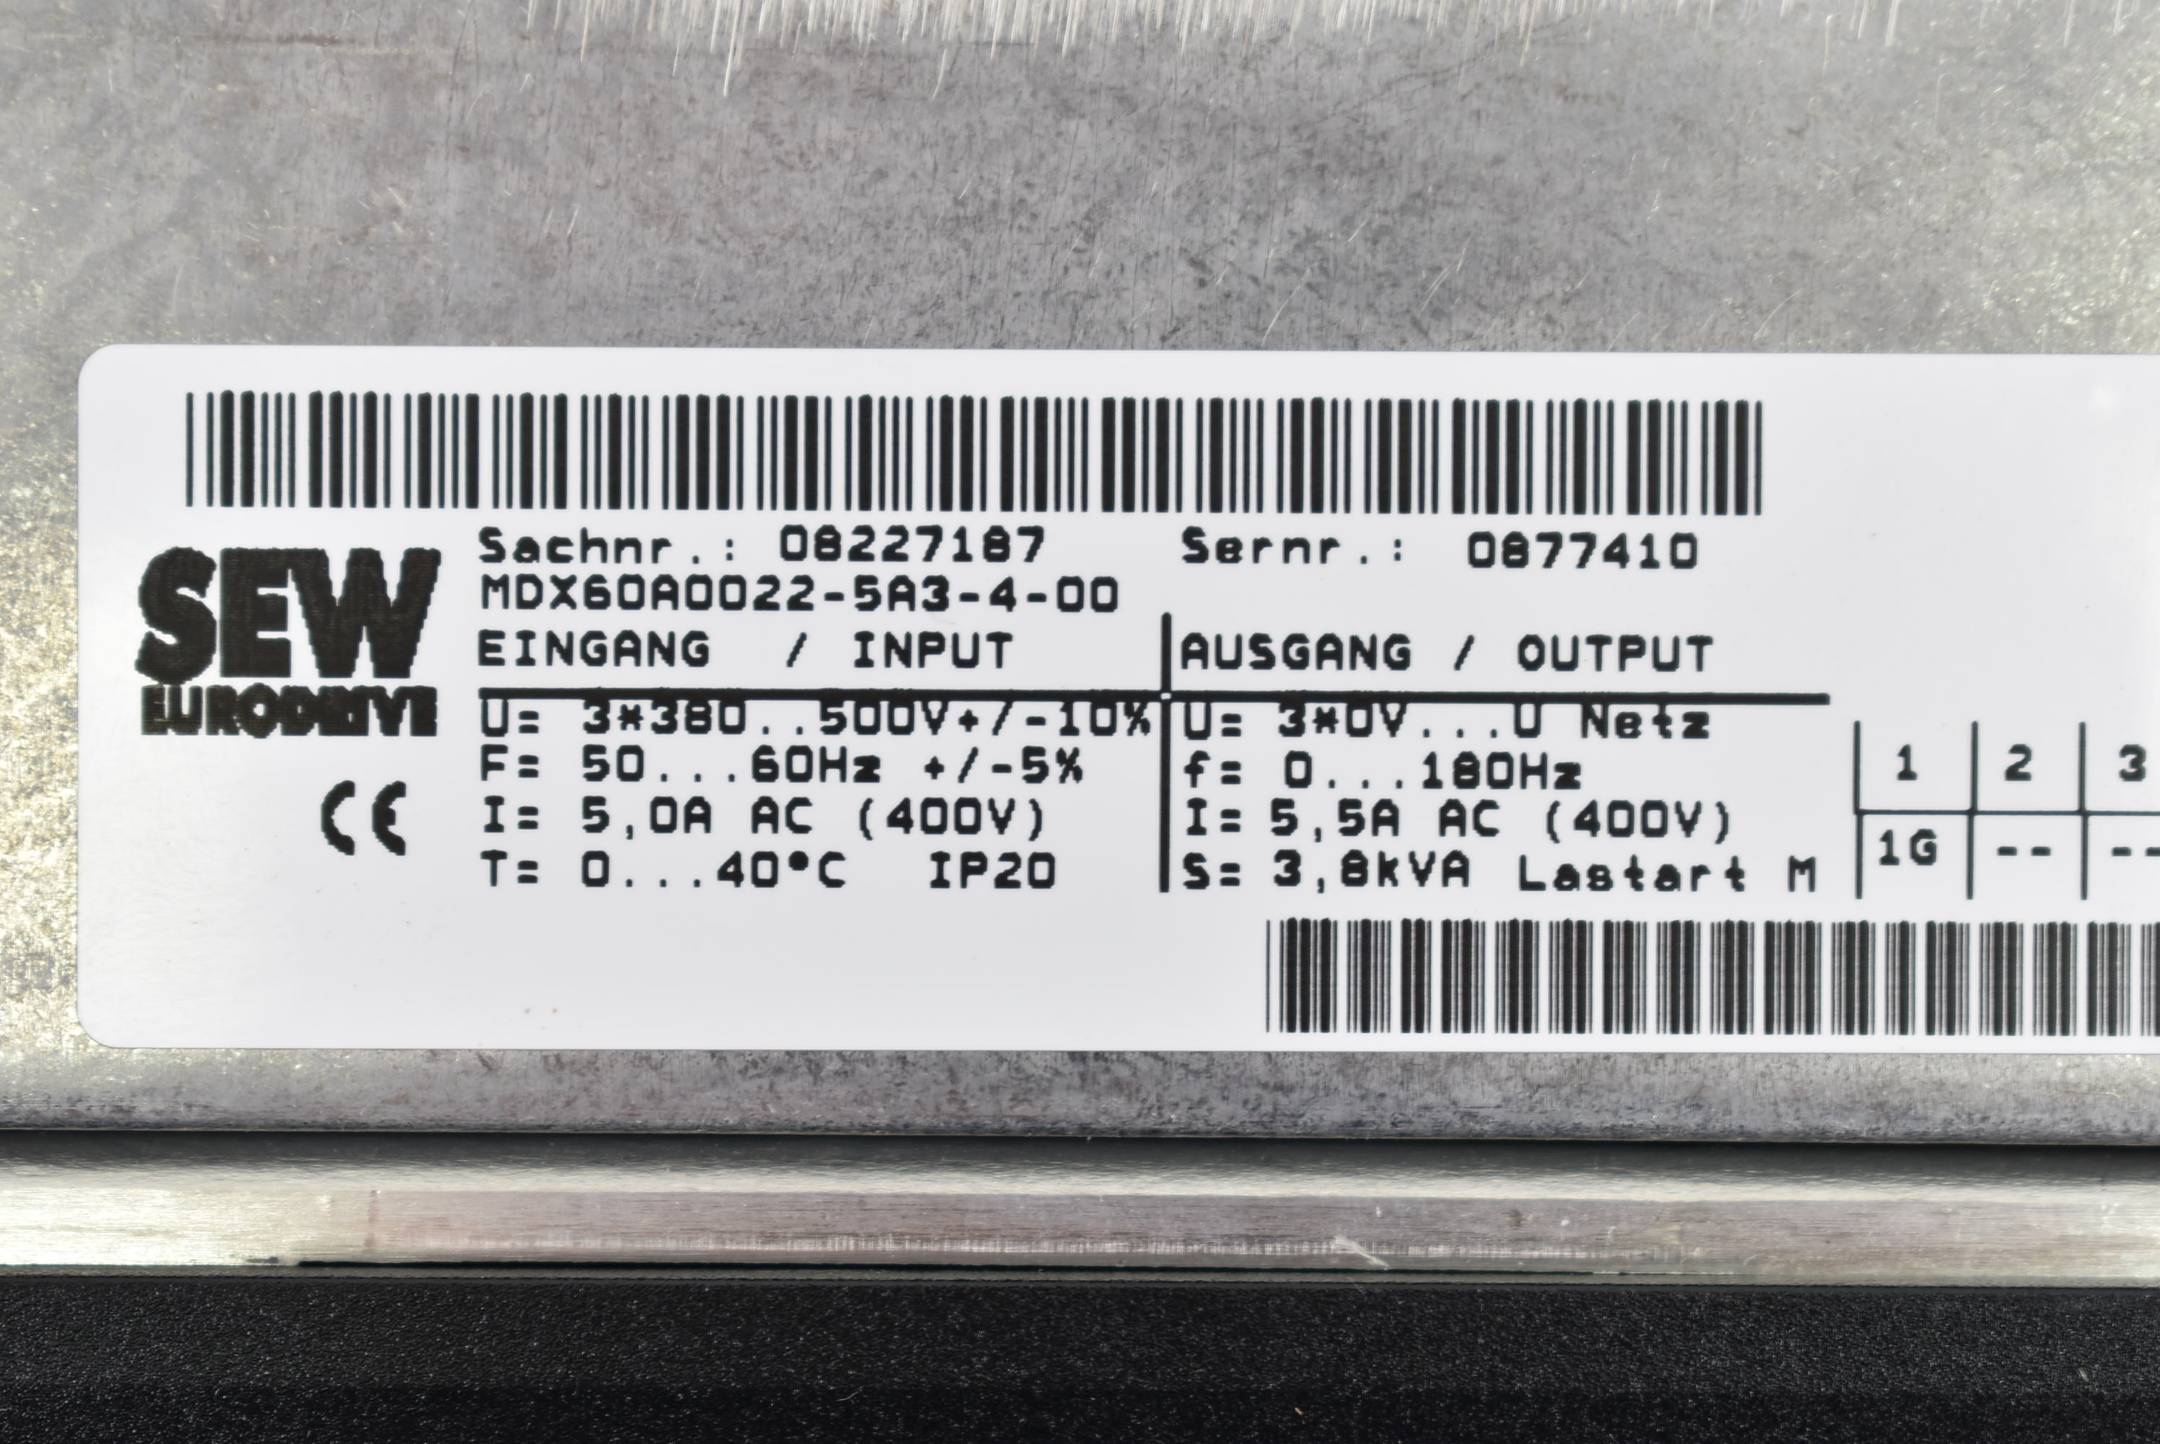 Sachnr.: 08227187 Sernr.: 0877410
MDX60A0022-5A3-4-00
SEW
EURODRIVE
EINGANG / INPUT AUSGANG / OUTPUT
U= 3*380..500V+/-10% U= 3*0V...U Netz
F= 50...60Hz +/-5% f= 0...180Hz
I= 5,0A AC (400V) I= 5,5A AC (400V)
T= 0...40°C IP20 S= 3,8kVA Lastart M
CE
1 2 3
1G -- --